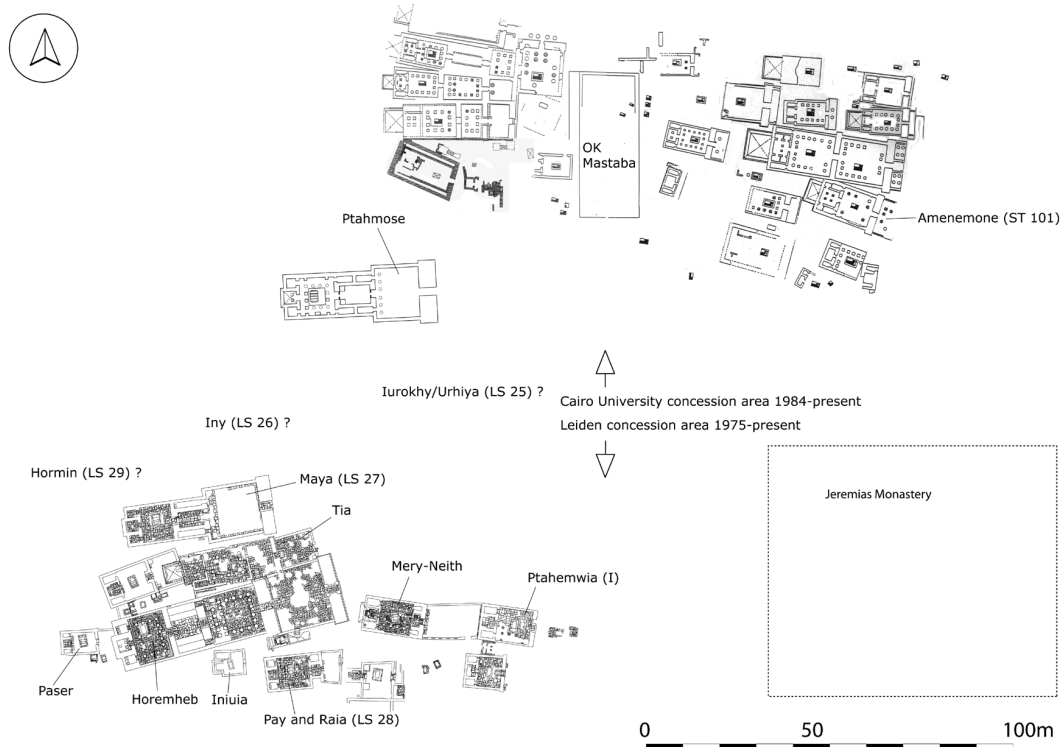 OK
Mastaba
Ptahmose
Amenemone (ST 101)
Iurokhy/Urhiya (LS 25) ?
Cairo University concession area 1984-present
Iny (LS 26) ?
Leiden concession area 1975-present
Hormin (LS 29) ?
Maya (LS 27)
Jeremias Monastery
Tia
Mery-Neith
Ptahemwia (I)
Paser
Horemheb
Iniuia
Pay and Raia (LS 28)
0
50
100m